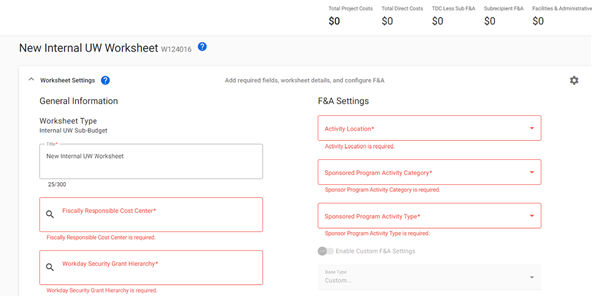 Total Project Costs Total Direct Costs TDC Less Sub F&A Subrecipient F&A Facilities & Administrative
$0 $0 $0 $0 $0
New Internal UW Worksheet W124016 ?
Worksheet Settings ? Add required fields, worksheet details, and configure F&A
General Information
Worksheet Type
Internal UW Sub-Budget
Title*
New Internal UW Worksheet
25/300
Fiscally Responsible Cost Center*
Fiscally Responsible Cost Center is required.
Workday Security Grant Hierarchy*
Workday Security Grant Hierarchy is required.
F&A Settings
Activity Location*
Activity Location is required.
Sponsored Program Activity Category*
Sponsor Program Activity Category is required.
Sponsored Program Activity Type*
Sponsor Program Activity Type is required.
Enable Custom F&A Settings
Base Type
Custom...